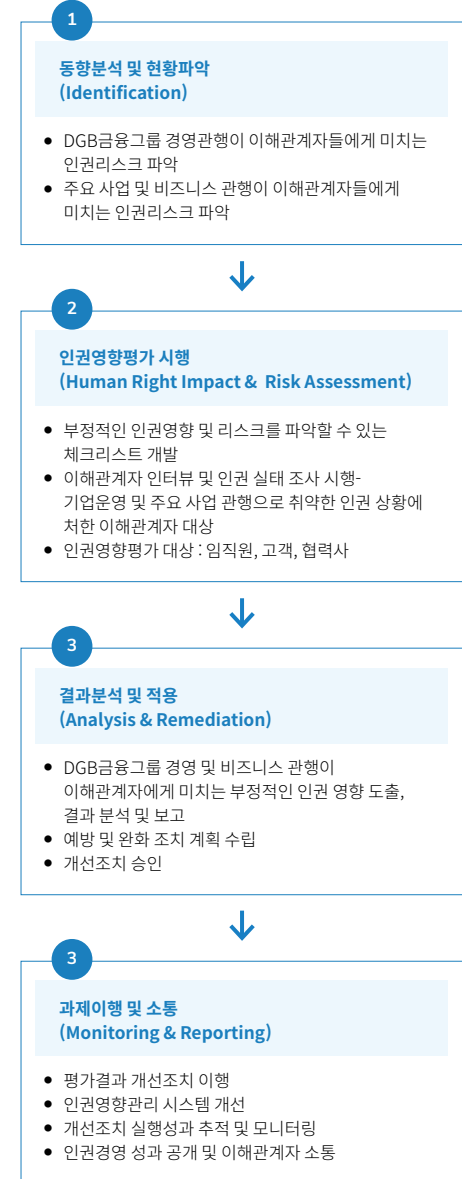 1
동향분석 및 현황파악
(Identification)
● DGB금융그룹 경영관행이 이해관계자들에게 미치는
인권리스크 파악
● 주요 사업 및 비즈니스 관행이 이해관계자들에게
미치는 인권리스크 파악
2
인권영향평가 시행
(Human Right Impact & Risk Assessment)
● 부정적인 인권영향 및 리스크를 파악할 수 있는
체크리스트 개발
● 이해관계자 인터뷰 및 인권 실태 조사 시행-
기업운영 및 주요 사업 관행으로 취약한 인권 상황에
처한 이해관계자 대상
● 인권영향평가 대상 : 임직원, 고객, 협력사
3
결과분석 및 적용
(Analysis & Remediation)
● DGB금융그룹 경영 및 비즈니스 관행이
이해관계자에게 미치는 부정적인 인권 영향 도출,
결과 분석 및 보고
● 예방 및 완화 조치 계획 수립
● 개선조치 승인
3
과제이행 및 소통
(Monitoring & Reporting)
● 평가결과 개선조치 이행
● 인권영향관리 시스템 개선
● 개선조치 실행성과 추적 및 모니터링
● 인권경영 성과 공개 및 이해관계자 소통